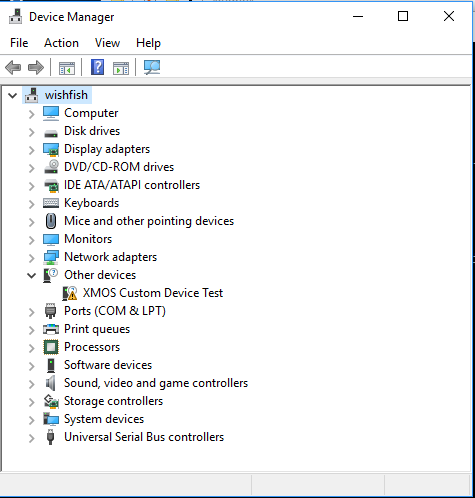 Device Manager
File Action View Help
wishfish
Computer
Disk drives
Display adapters
DVD/CD-ROM drives
IDE ATA/ATAPI controllers
Keyboards
Mice and other pointing devices
Monitors
Network adapters
Other devices
XMOS Custom Device Test
Ports (COM & LPT)
Print queues
Processors
Software devices
Sound, video and game controllers
Storage controllers
System devices
Universal Serial Bus controllers